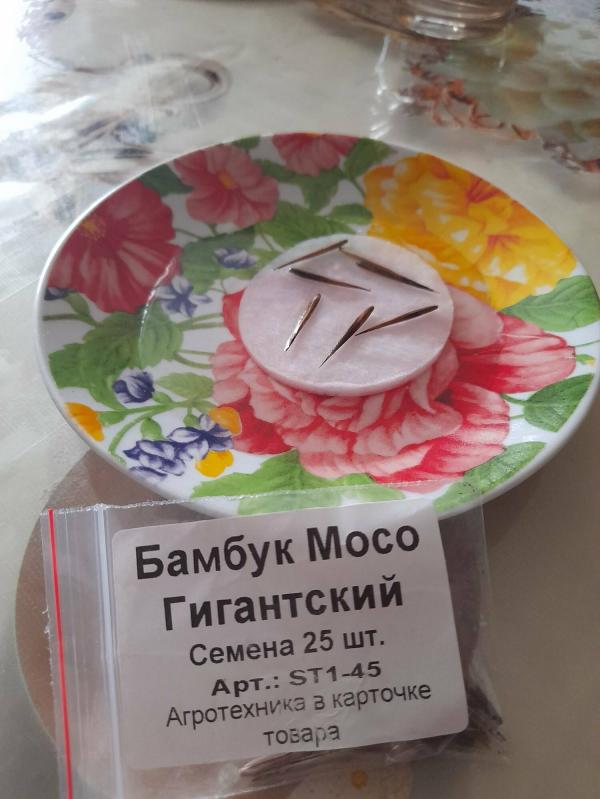 Бамбук Мосо
Гигантский
Семена 25 шт.
Арт.: ST1-45
Агротехника в карточке
товара